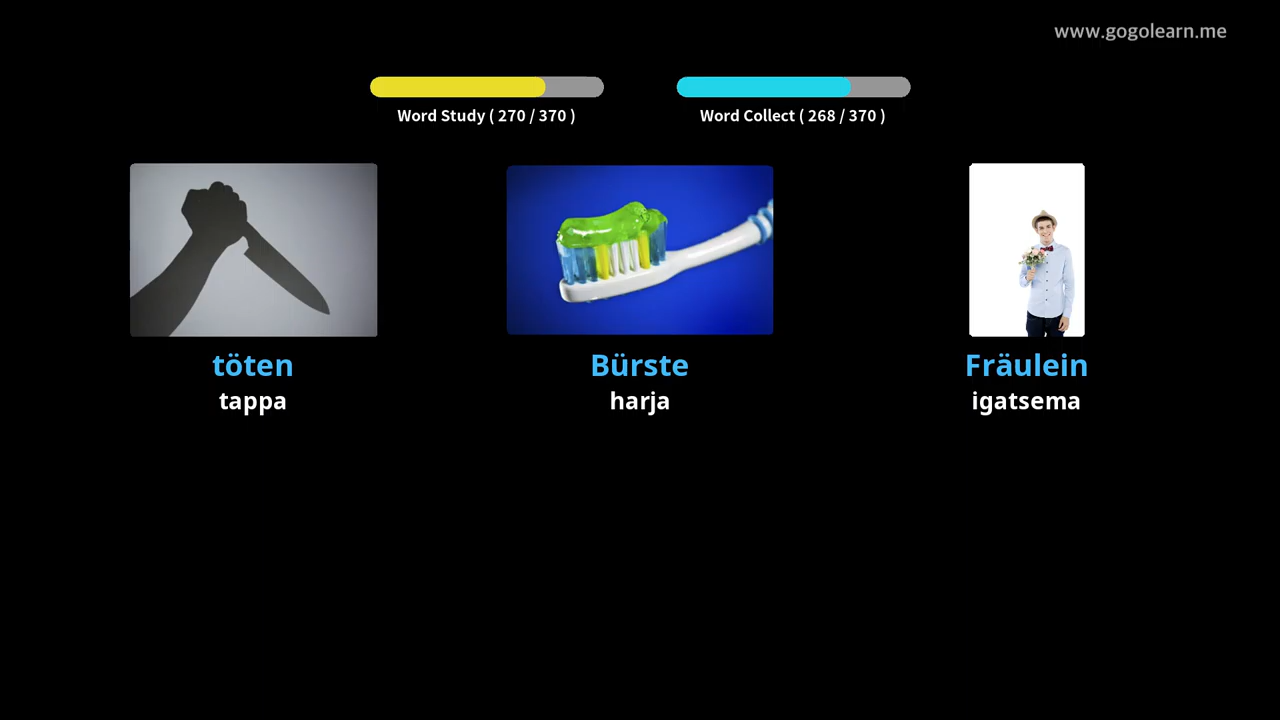 www.gogolearn.me
Word Study ( 270 / 370 )
Word Collect ( 268 / 370 )
töten
tappa
Bürste
harja
Fräulein
igatsema